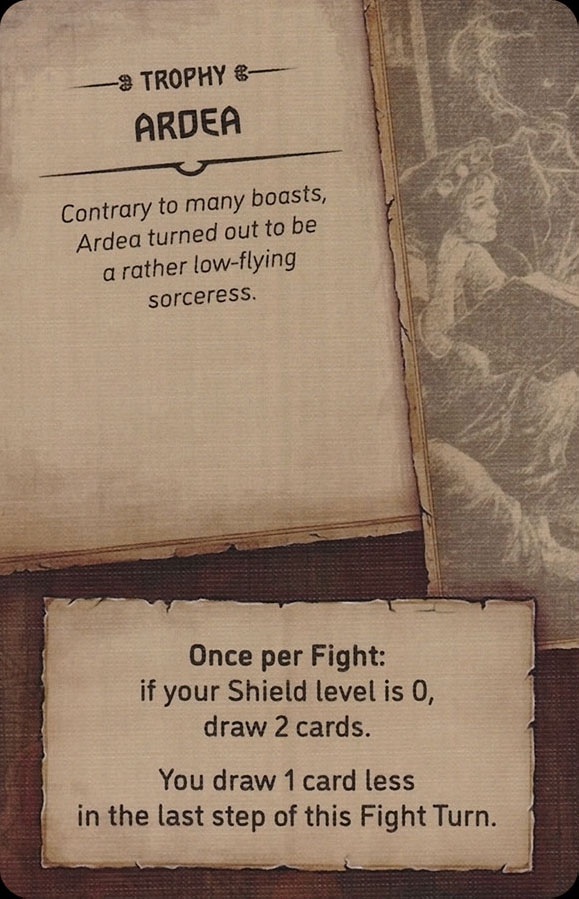 TROPHY
ARDEA
Contrary to many boasts,
Ardea turned out to be
a rather low-flying
sorceress.
Once per Fight:
if your Shield level is 0,
draw 2 cards.
You draw 1 card less
in the last step of this Fight Turn.